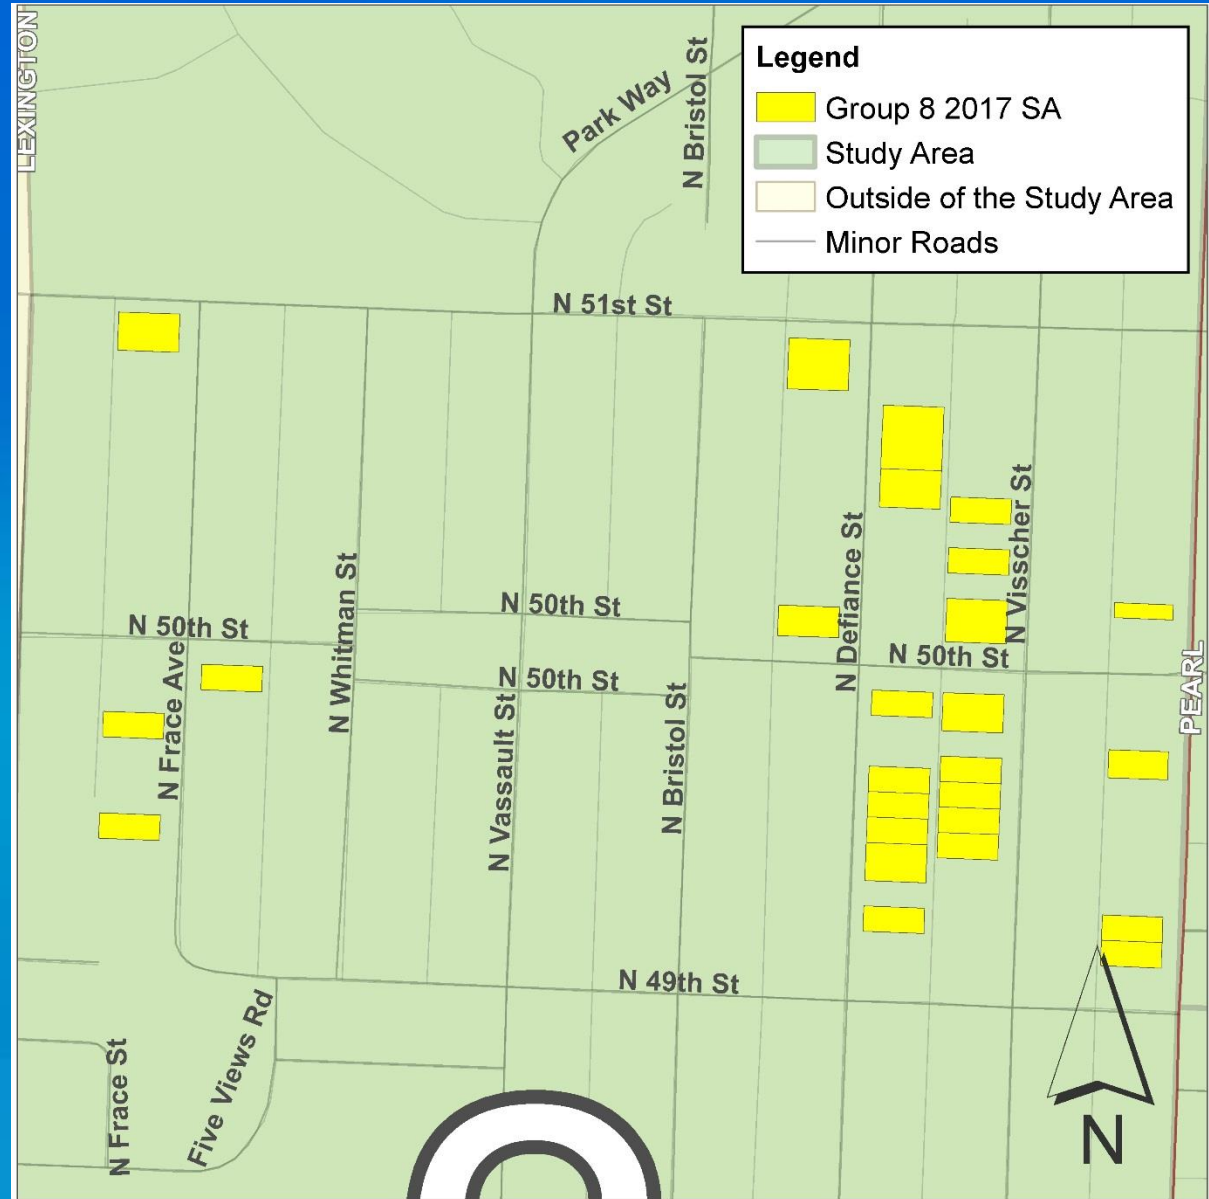 LEXINGTON
Park Way
N Bristol St
Legend
Group 8 2017 SA
Study Area
Outside of the Study Area
Minor Roads
N 51st St
N Visscher St
N Defiance St
N Whitman St
N 50th St
N 50th St
N 50th St
N 50th St
N Frace Ave
N Vassault St
N Bristol St
PEARL
N 49th St
Five Views Rd
N Frace St
N